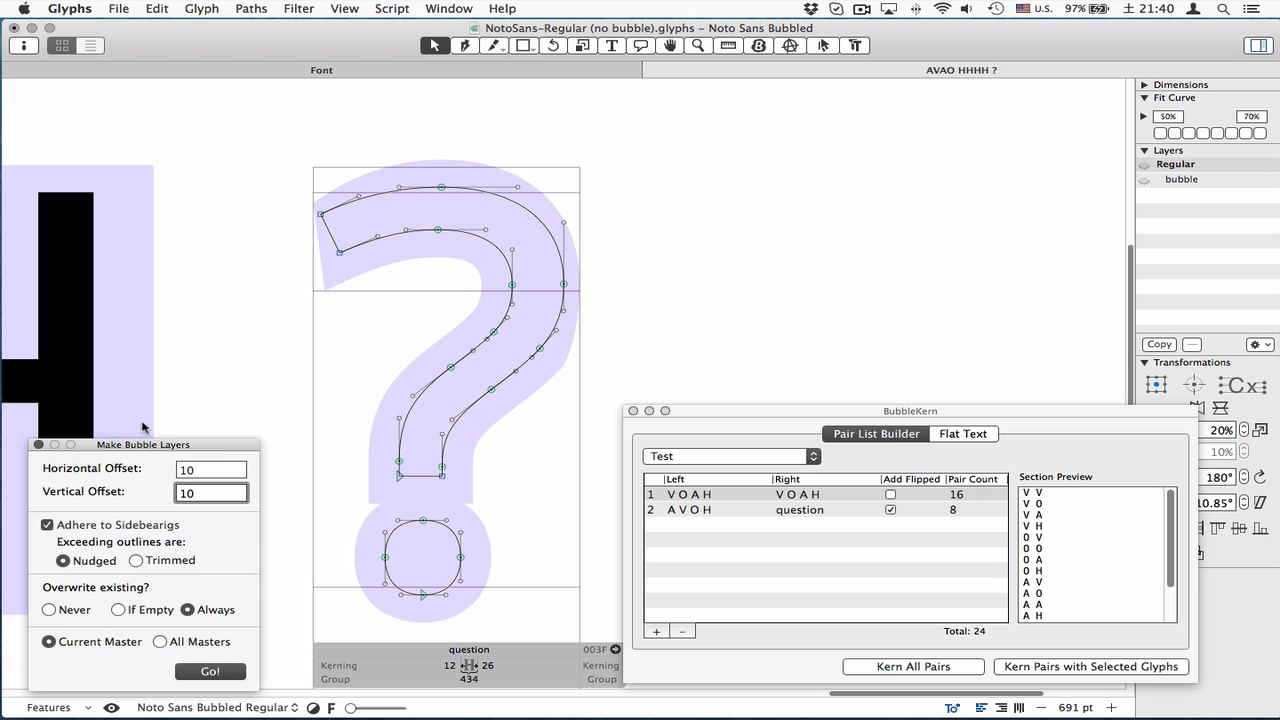 Glyphs File Edit Glyph Paths Filter View Script Window Help U.S. 97% 土 21:40
NotoSans-Regular (no bubble).glyphs – Noto Sans Bubbled
Font AVAO HHHH ?
Dimensions
Fit Curve
50% 70%
Layers
Regular
bubble
Copy
Transformations
20%
10%
180°
10.85°
Make Bubble Layers
Horizontal Offset: 10
Vertical Offset: 10
Adhere to Sidebearigs
Exceeding outlines are:
Nudged Trimmed
Overwrite existing?
Never If Empty Always
Current Master All Masters
Go!
question 003F
Kerning 12 H 26 Kerning
Group 434 Group
BubbleKern
Pair List Builder Flat Text
Test
Left Right Add Flipped Pair Count Section Preview
1 V O A H V O A H 16
2 A V O H question 8
V V
V O
V A
V H
O V
O O
O A
O H
A V
A O
A A
A H
+ − Total: 24
Kern All Pairs Kern Pairs with Selected Glyphs
Features Noto Sans Bubbled Regular F To 691 pt